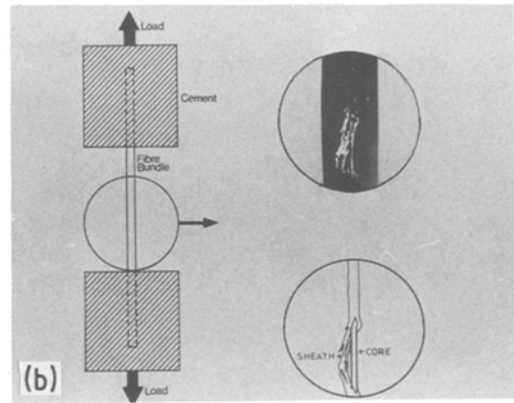 Load
Cement
Fibre
Bundle
SHEATH
CORE
(b)
Load